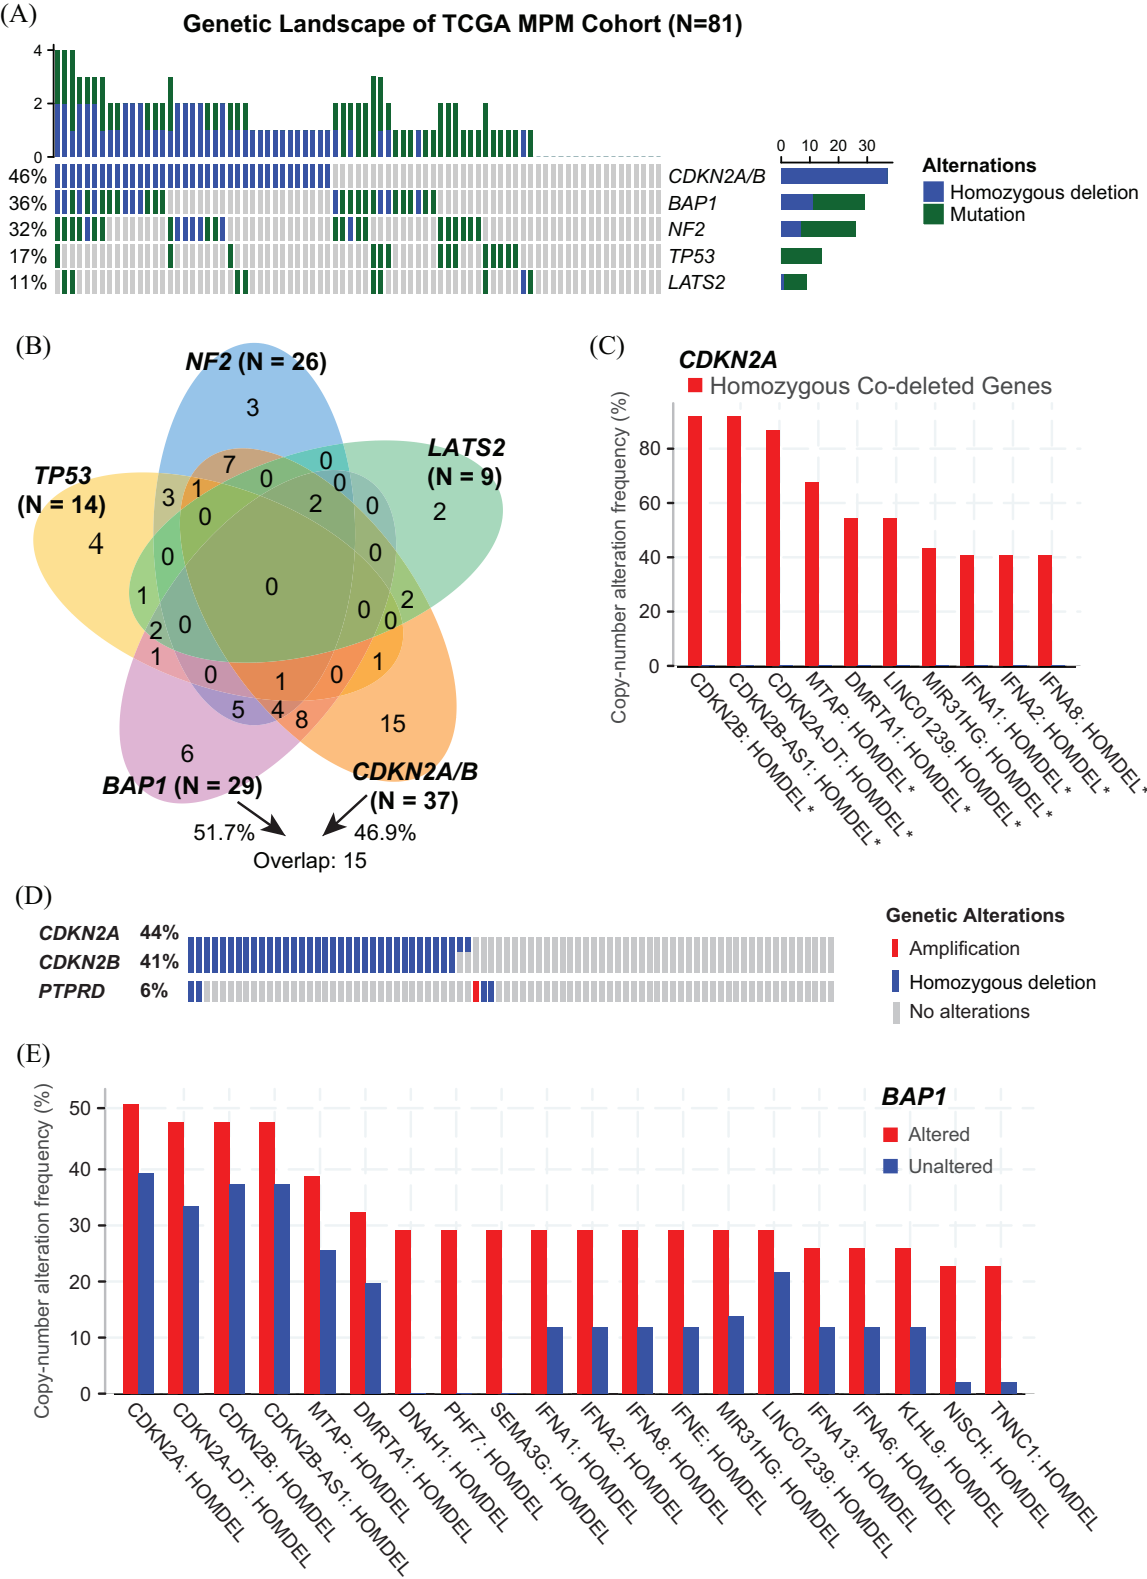 (A)
Genetic Landscape of TCGA MPM Cohort (N=81)
4
2
0
46%
36%
32%
17%
11%
CDKN2A/B
BAP1
NF2
TP53
LATS2
0 10 20 30
Alternations
Homozygous deletion
Mutation
(B)
NF2 (N = 26)
LATS2
(N = 9)
TP53
(N = 14)
3
7
0
0
0
0
2
2
3
1
0
4
0
0
0
1
0
2
0
0
2
0
1
1
0
1
0
5
4
8
15
6
BAP1 (N = 29)
CDKN2A/B
(N = 37)
51.7%
46.9%
Overlap: 15
(C)
CDKN2A
Homozygous Co-deleted Genes
Copy-number alteration frequency (%)
80
60
40
20
0
CDKN2B: HOMDEL*
CDKN2B-AS1: HOMDEL*
CDKN2A-DT: HOMDEL*
MTAP: HOMDEL*
DMRTA1: HOMDEL*
LINC01239: HOMDEL*
MIR31HG: HOMDEL*
IFNA1: HOMDEL*
IFNA2: HOMDEL*
IFNA8: HOMDEL*
(D)
CDKN2A 44%
CDKN2B 41%
PTPRD 6%
Genetic Alterations
Amplification
Homozygous deletion
No alterations
(E)
Copy-number alteration frequency (%)
50
40
30
20
10
0
BAP1
Altered
Unaltered
CDKN2A: HOMDEL
CDKN2A-DT: HOMDEL
CDKN2B: HOMDEL
CDKN2B-AS1: HOMDEL
MTAP: HOMDEL
DMRTA1: HOMDEL
DNAH1: HOMDEL
PHF7: HOMDEL
SEMA3G: HOMDEL
IFNA1: HOMDEL
IFNA2: HOMDEL
IFNA8: HOMDEL
IFNE: HOMDEL
MIR31HG: HOMDEL
LINC01239: HOMDEL
IFNA13: HOMDEL
IFNA6: HOMDEL
KLHL9: HOMDEL
NISCH: HOMDEL
TNNC1: HOMDEL